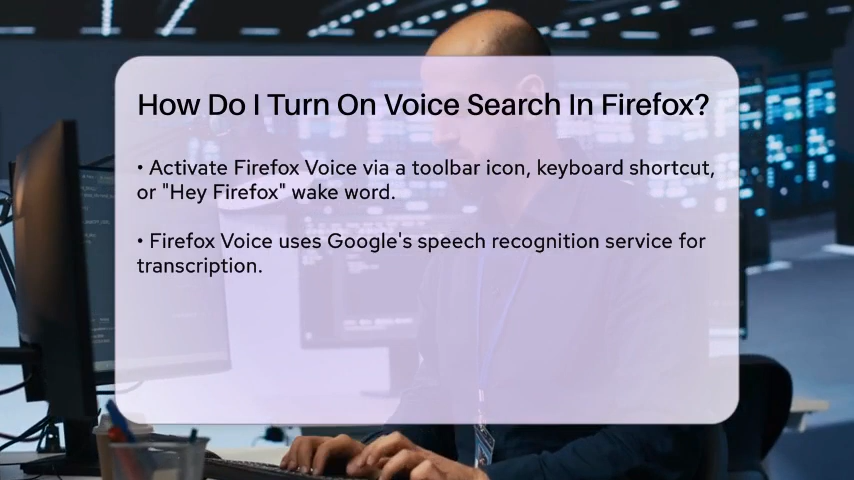 How Do I Turn On Voice Search In Firefox?
• Activate Firefox Voice via a toolbar icon, keyboard shortcut,
or "Hey Firefox" wake word.
• Firefox Voice uses Google's speech recognition service for
transcription.